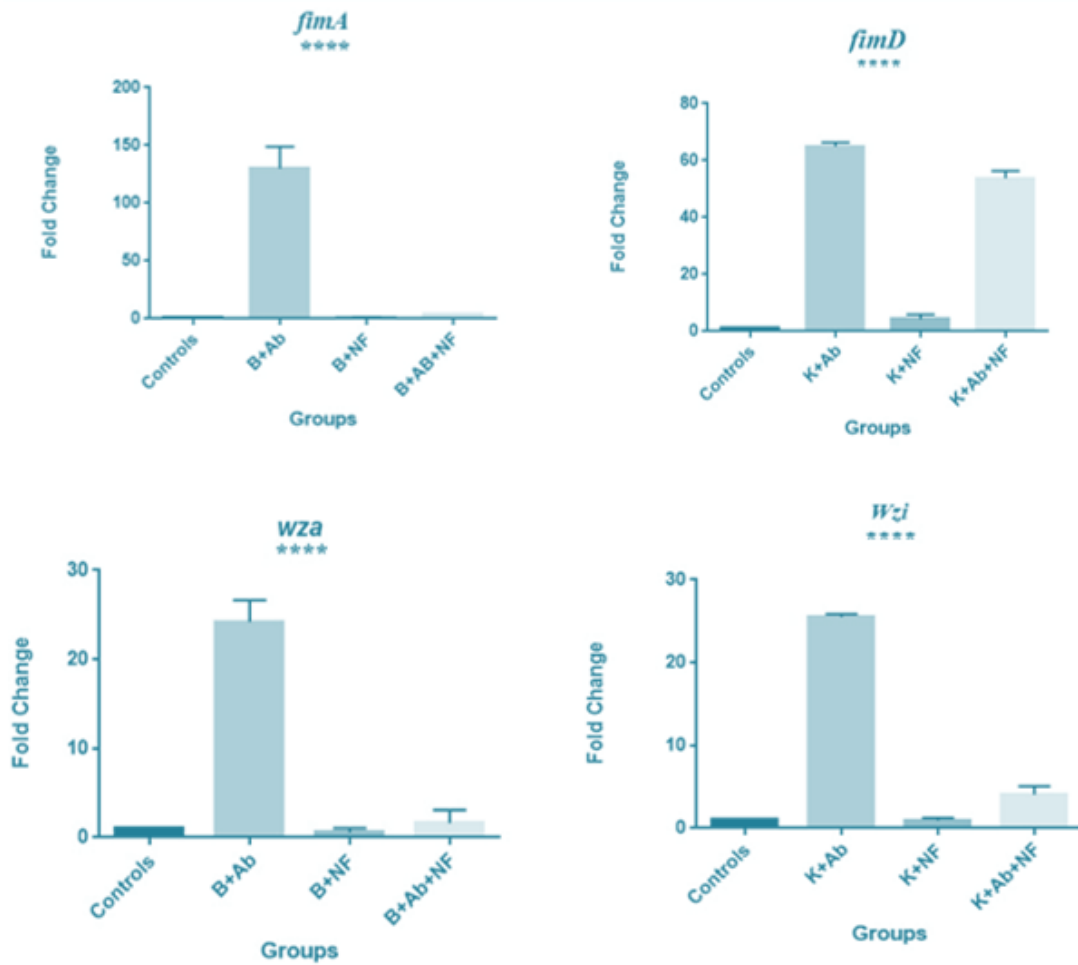 fimA
****
200
150
100
50
0
Fold Change
Controls
B+Ab
B+NF
B+AB+NF
Groups
fimD
****
80
60
40
20
0
Fold Change
Controls
K+Ab
K+NF
K+Ab+NF
Groups
wza
****
30
20
10
0
Fold Change
Controls
B+Ab
B+NF
B+Ab+NF
Groups
Wzi
****
30
20
10
0
Fold Change
Controls
K+Ab
K+NF
K+Ab+NF
Groups